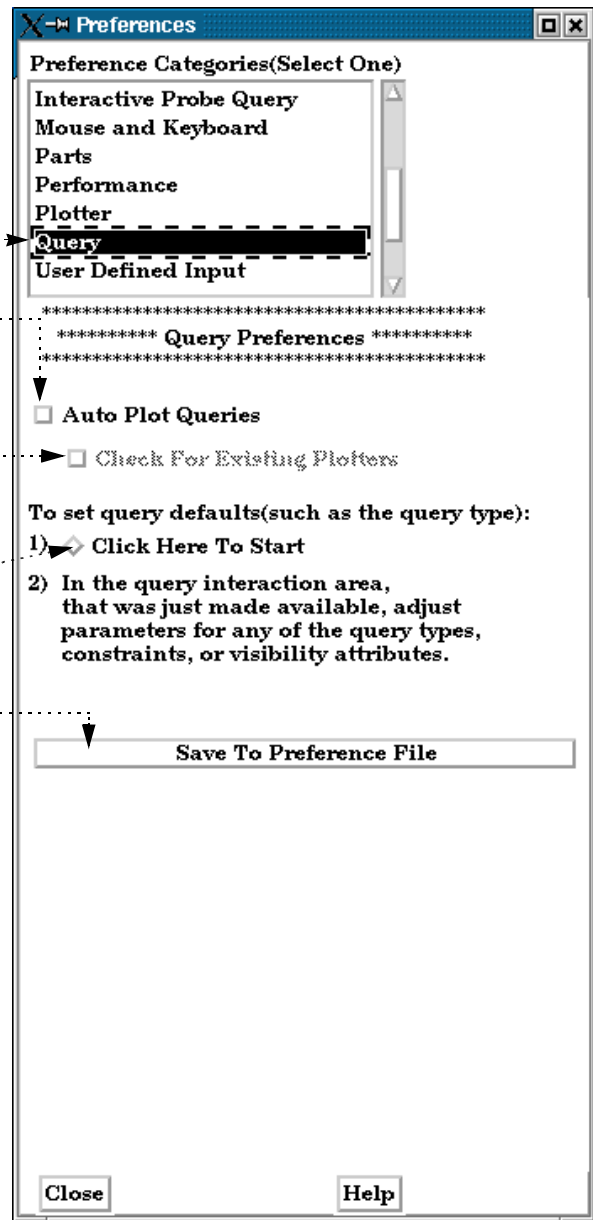 Preferences
Preference Categories(Select One)
Interactive Probe Query
Mouse and Keyboard
Parts
Performance
Plotter
Query
User Defined Input
********************************************
********** Query Preferences **********
********************************************
Auto Plot Queries
Check For Existing Plotters
To set query defaults(such as the query type):
1) Click Here To Start
2) In the query interaction area,
that was just made available, adjust
parameters for any of the query types,
constraints, or visibility attributes.
Save To Preference File
Close Help